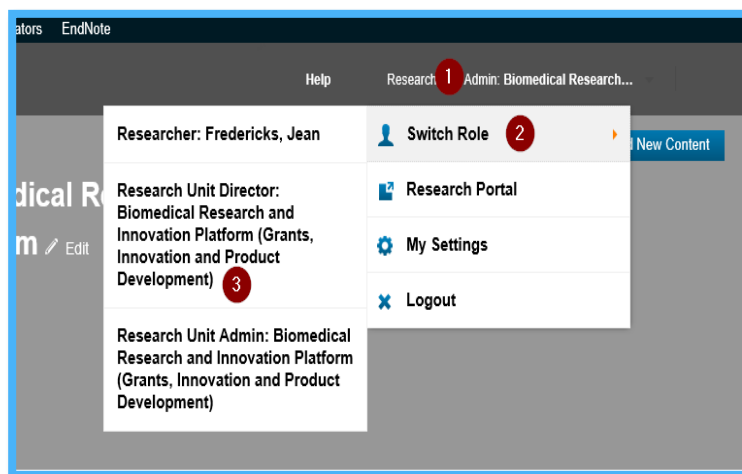 ators EndNote
Help Research 1 Admin: Biomedical Research...
Researcher: Fredericks, Jean
Switch Role 2
New Content
dical R
m Edit
Research Unit Director:
Biomedical Research and
Innovation Platform (Grants,
Innovation and Product
Development) 3
Research Portal
My Settings
Logout
Research Unit Admin: Biomedical
Research and Innovation Platform
(Grants, Innovation and Product
Development)